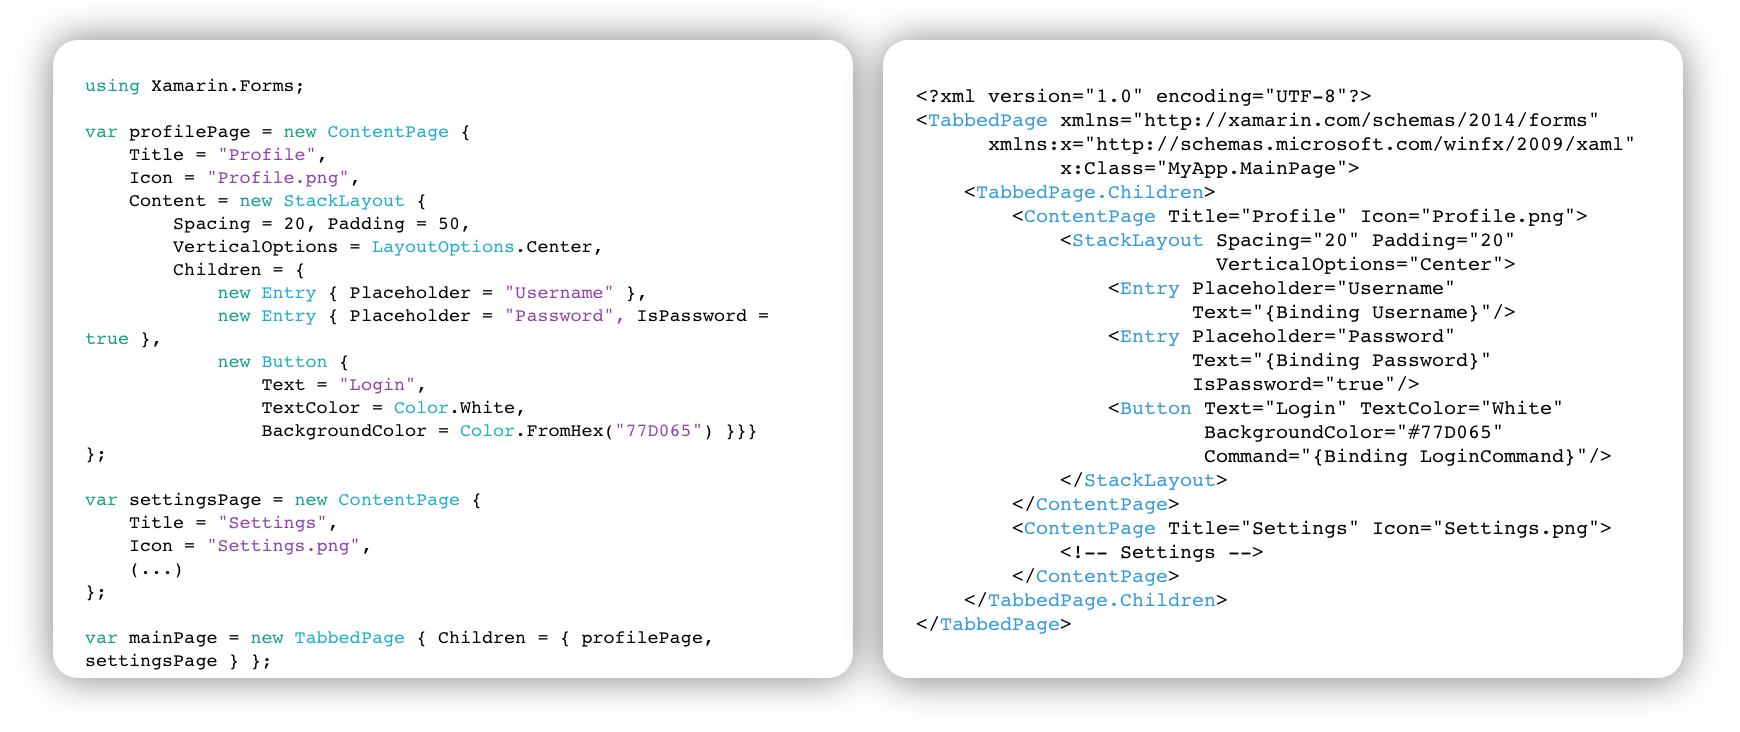 using Xamarin.Forms;

var profilePage = new ContentPage {
    Title = "Profile",
    Icon = "Profile.png",
    Content = new StackLayout {
        Spacing = 20, Padding = 50,
        VerticalOptions = LayoutOptions.Center,
        Children = {
            new Entry { Placeholder = "Username" },
            new Entry { Placeholder = "Password", IsPassword =
true },
            new Button {
                Text = "Login",
                TextColor = Color.White,
                BackgroundColor = Color.FromHex("77D065") }}}
};

var settingsPage = new ContentPage {
    Title = "Settings",
    Icon = "Settings.png",
    (...)
};

var mainPage = new TabbedPage { Children = { profilePage,
settingsPage } };

<?xml version="1.0" encoding="UTF-8"?>
<TabbedPage xmlns="http://xamarin.com/schemas/2014/forms"
      xmlns:x="http://schemas.microsoft.com/winfx/2009/xaml"
            x:Class="MyApp.MainPage">
    <TabbedPage.Children>
        <ContentPage Title="Profile" Icon="Profile.png">
            <StackLayout Spacing="20" Padding="20"
                         VerticalOptions="Center">
                <Entry Placeholder="Username"
                       Text="{Binding Username}"/>
                <Entry Placeholder="Password"
                       Text="{Binding Password}"
                       IsPassword="true"/>
                <Button Text="Login" TextColor="White"
                        BackgroundColor="#77D065"
                        Command="{Binding LoginCommand}"/>
            </StackLayout>
        </ContentPage>
        <ContentPage Title="Settings" Icon="Settings.png">
            <!-- Settings -->
        </ContentPage>
    </TabbedPage.Children>
</TabbedPage>